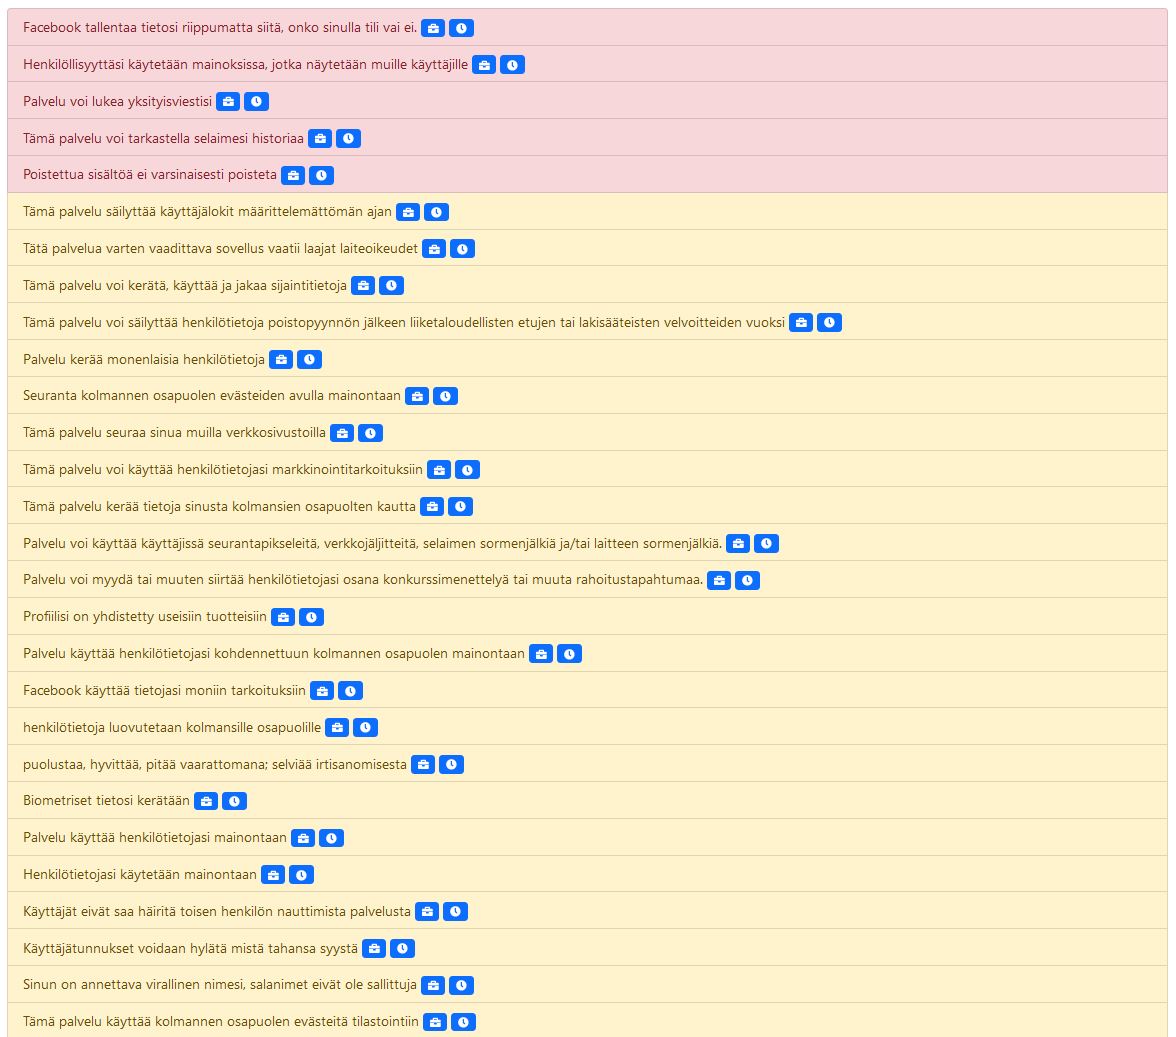 Facebook tallentaa tietosi riippumatta siitä, onko sinulla tili vai ei.
Henkilöllisyyttäsi käytetään mainoksissa, jotka näytetään muille käyttäjille
Palvelu voi lukea yksityisviestisi
Tämä palvelu voi tarkastella selaimesi historiaa
Poistettua sisältöä ei varsinaisesti poisteta
Tämä palvelu säilyttää käyttäjälokit määrittelemättömän ajan
Tätä palvelua varten vaadittava sovellus vaatii laajat laiteoikeudet
Tämä palvelu voi kerätä, käyttää ja jakaa sijaintitietoja
Tämä palvelu voi säilyttää henkilötietoja poistopyynnön jälkeen liiketaloudellisten etujen tai lakisääteisten velvoitteiden vuoksi
Palvelu kerää monenlaisia henkilötietoja
Seuranta kolmannen osapuolen evästeiden avulla mainontaan
Tämä palvelu seuraa sinua muilla verkkosivustoilla
Tämä palvelu voi käyttää henkilötietojasi markkinointitarkoituksiin
Tämä palvelu kerää tietoja sinusta kolmansien osapuolten kautta
Palvelu voi käyttää käyttäjissä seurantapikseleitä, verkkojäljitteitä, selaimen sormenjälkiä ja/tai laitteen sormenjälkiä.
Palvelu voi myydä tai muuten siirtää henkilötietojasi osana konkurssimenettelyä tai muuta rahoitustapahtumaa.
Profiilisi on yhdistetty useisiin tuotteisiin
Palvelu käyttää henkilötietojasi kohdennettuun kolmannen osapuolen mainontaan
Facebook käyttää tietojasi moniin tarkoituksiin
henkilötietoja luovutetaan kolmansille osapuolille
puolustaa, hyvittää, pitää vaarattomana; selviää irtisanomisesta
Biometriset tietosi kerätään
Palvelu käyttää henkilötietojasi mainontaan
Henkilötietojasi käytetään mainontaan
Käyttäjät eivät saa häiritä toisen henkilön nauttimista palvelusta
Käyttäjätunnukset voidaan hylätä mistä tahansa syystä
Sinun on annettava virallinen nimesi, salanimet eivät ole sallittuja
Tämä palvelu käyttää kolmannen osapuolen evästeitä tilastointiin